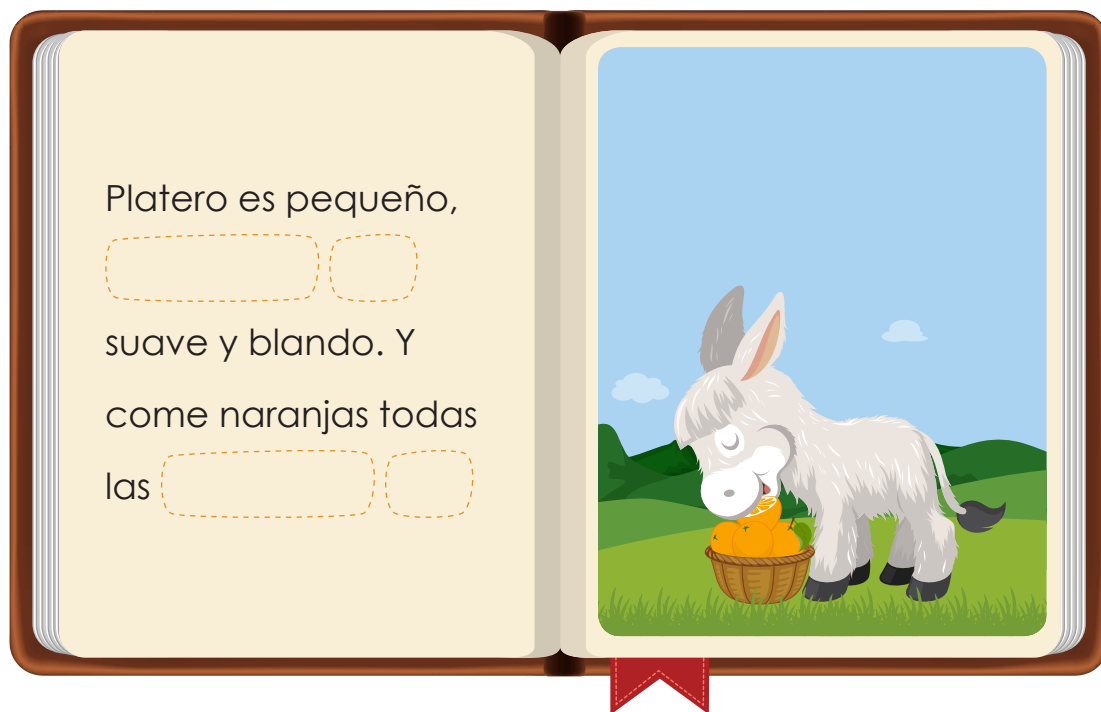 Platero es pequeño,
suave y blando. Y
come naranjas todas
las